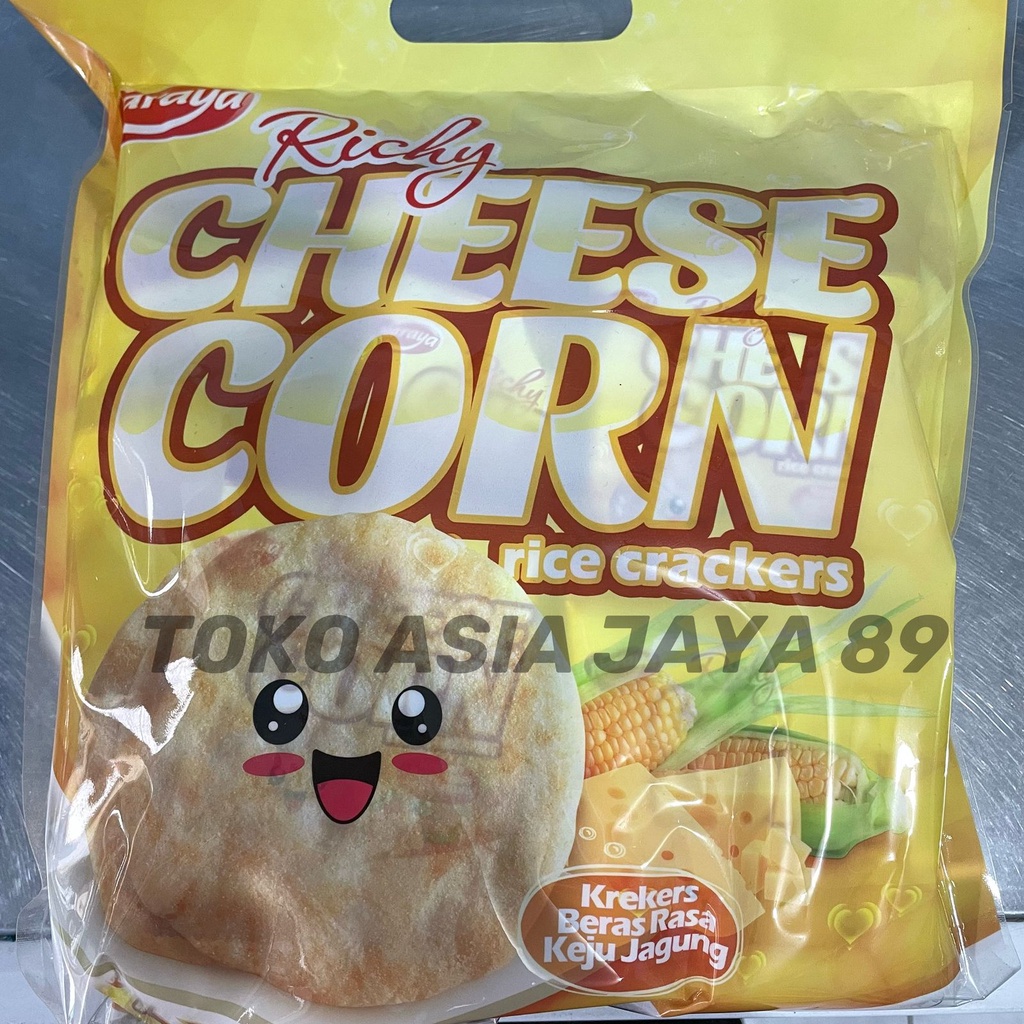 Richy
CHEESE
CORN
rice crackers
TOKO ASIA JAYA 89
Krekers
Beras Rasa
Keju Jagung